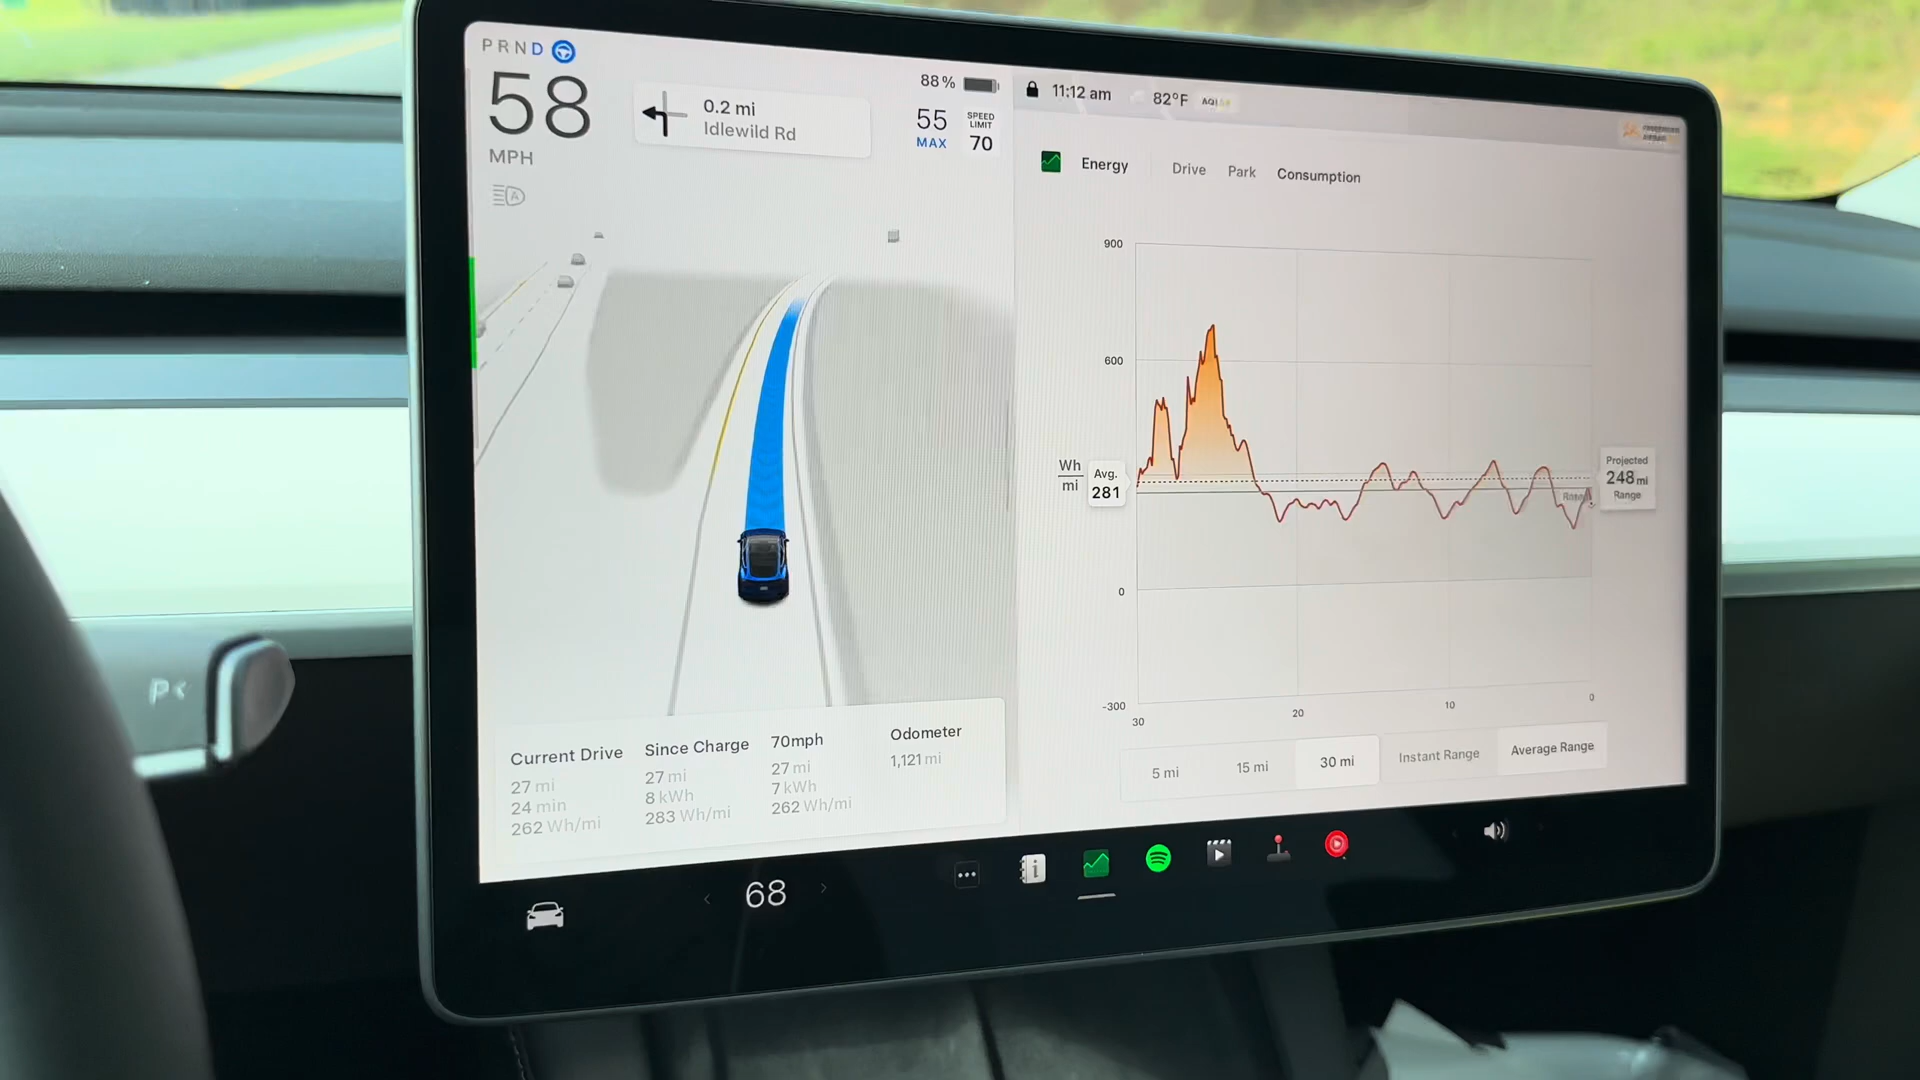 PRND
58
MPH
0.2 mi
Idlewild Rd
88%
55
MAX
SPEED
LIMIT
70
11:12 am
82°F
AQI
Energy
Drive
Park
Consumption
900
600
Wh
mi
Avg.
281
Projected
248 mi
Range
0
-300
30
20
10
0
5 mi
15 mi
30 mi
Instant Range
Average Range
Current Drive
27 mi
24 min
262 Wh/mi
Since Charge
27 mi
8 kWh
283 Wh/mi
70mph
27 mi
7 kWh
262 Wh/mi
Odometer
1,121 mi
P<
< 68 >